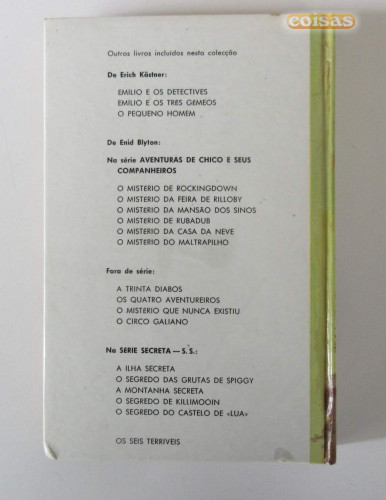 coisas
Outros livros incluídos nesta colecção
De Erich Kästner:
EMILIO E OS DETECTIVES
EMILIO E OS TRES GEMEOS
O PEQUENO HOMEM
De Enid Blyton:
Na série AVENTURAS DE CHICO E SEUS
COMPANHEIROS
O MISTERIO DE ROCKINGDOWN
O MISTERIO DA FEIRA DE RILLOBY
O MISTERIO DA MANSÃO DOS SINOS
O MISTERIO DE RUBADUB
O MISTERIO DA CASA DA NEVE
O MISTERIO DO MALTRAPILHO
Fora de série:
A TRINTA DIABOS
OS QUATRO AVENTUREIROS
O MISTERIO QUE NUNCA EXISTIU
O CIRCO GALIANO
Na SERIE SECRETA — S. S.:
A ILHA SECRETA
O SEGREDO DAS GRUTAS DE SPIGGY
A MONTANHA SECRETA
O SEGREDO DE KILLIMOOIN
O SEGREDO DO CASTELO DE «LUA»
OS SEIS TERRIVEIS